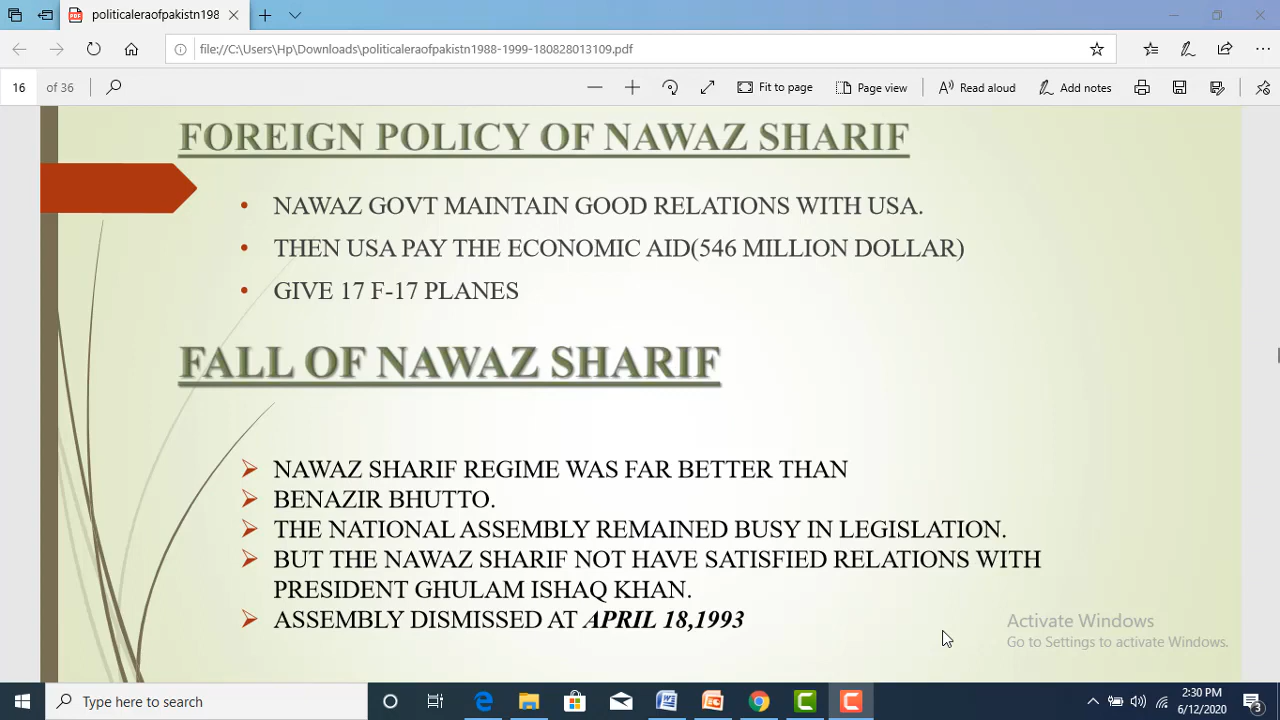 politicaleraofpakistn198
file://C:\Users\Hp\Downloads\politicaleraofpakistn1988-1999-180828013109.pdf
16 of 36 Fit to page Page view Read aloud Add notes
FOREIGN POLICY OF NAWAZ SHARIF
• NAWAZ GOVT MAINTAIN GOOD RELATIONS WITH USA.
• THEN USA PAY THE ECONOMIC AID(546 MILLION DOLLAR)
• GIVE 17 F-17 PLANES
FALL OF NAWAZ SHARIF
NAWAZ SHARIF REGIME WAS FAR BETTER THAN
BENAZIR BHUTTO.
THE NATIONAL ASSEMBLY REMAINED BUSY IN LEGISLATION.
BUT THE NAWAZ SHARIF NOT HAVE SATISFIED RELATIONS WITH
PRESIDENT GHULAM ISHAQ KHAN.
ASSEMBLY DISMISSED AT APRIL 18,1993
Activate Windows
Go to Settings to activate Windows.
Type here to search
2:30 PM
6/12/2020
3